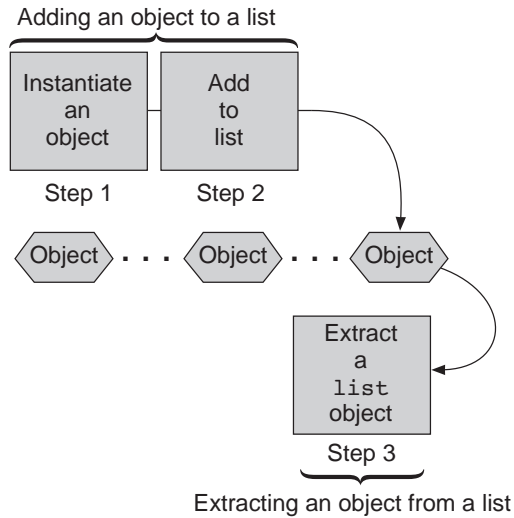 Adding an object to a list
Instantiate
an
object
Add
to
list
Step 1
Step 2
Object . . . Object . . . Object
Extract
a
list
object
Step 3
Extracting an object from a list